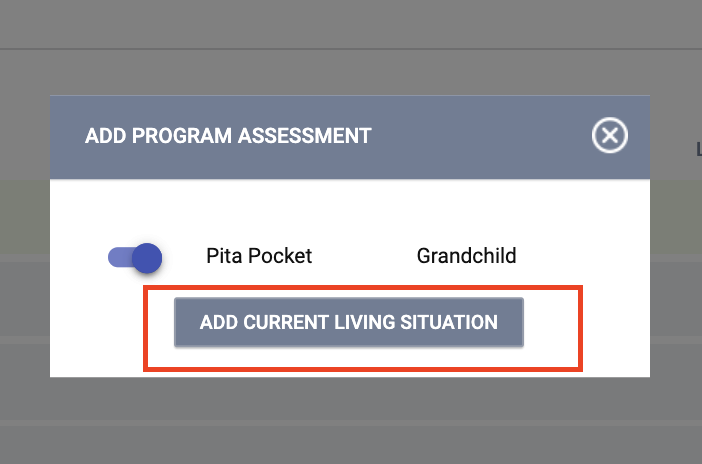 ADD PROGRAM ASSESSMENT
Pita Pocket Grandchild
ADD CURRENT LIVING SITUATION